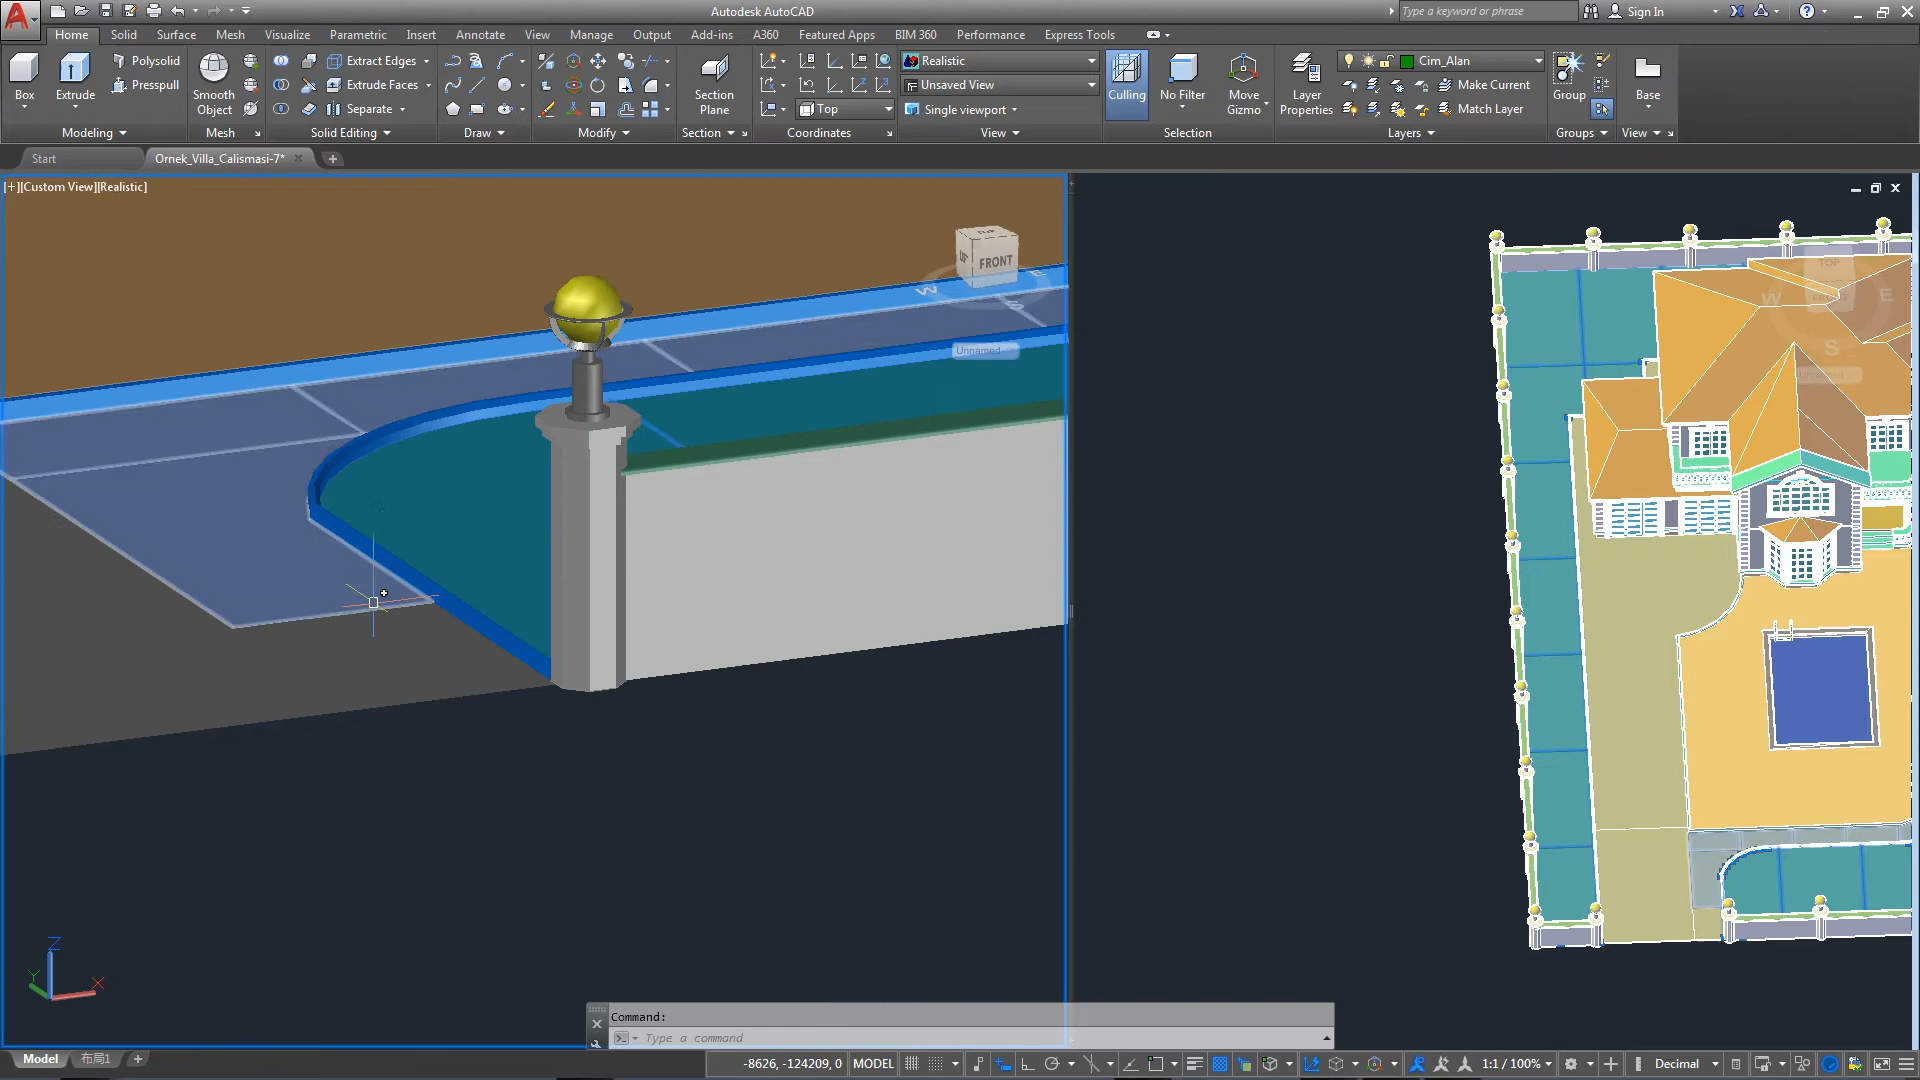 Autodesk AutoCAD
Type a keyword or phrase
Sign In
Home Solid Surface Mesh Visualize Parametric Insert Annotate View Manage Output Add-ins A360 Featured Apps BIM 360 Performance Express Tools
Box
Extrude
Polysolid
Presspull
Smooth
Object
Extract Edges
Extrude Faces
Separate
Section
Plane
Top
Realistic
Unsaved View
Single viewport
Culling
No Filter
Move
Gizmo
Layer
Properties
Cim_Alan
Make Current
Match Layer
Group
Base
Modeling
Mesh
Solid Editing
Draw
Modify
Section
Coordinates
View
Selection
Layers
Groups
View
Start
Ornek_Villa_Calismasi-7*
[+][Custom View][Realistic]
TOP
FRONT
W
E
S
Unnamed
TOP
FRONT
W
E
S
Unnamed
Z
Y
X
Command:
Type a command
Model
布局1
-8626, -124209, 0
MODEL
1:1 / 100%
Decimal